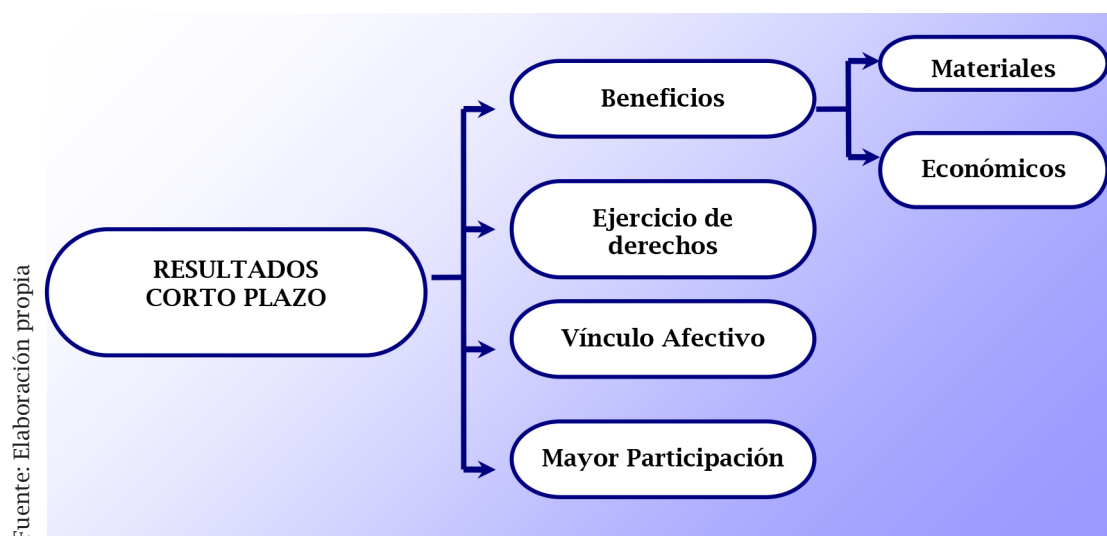 Materiales
Beneficios
Económicos
Ejercicio de
derechos
RESULTADOS
CORTO PLAZO
Vínculo Afectivo
Mayor Participación
Fuente: Elaboración propia